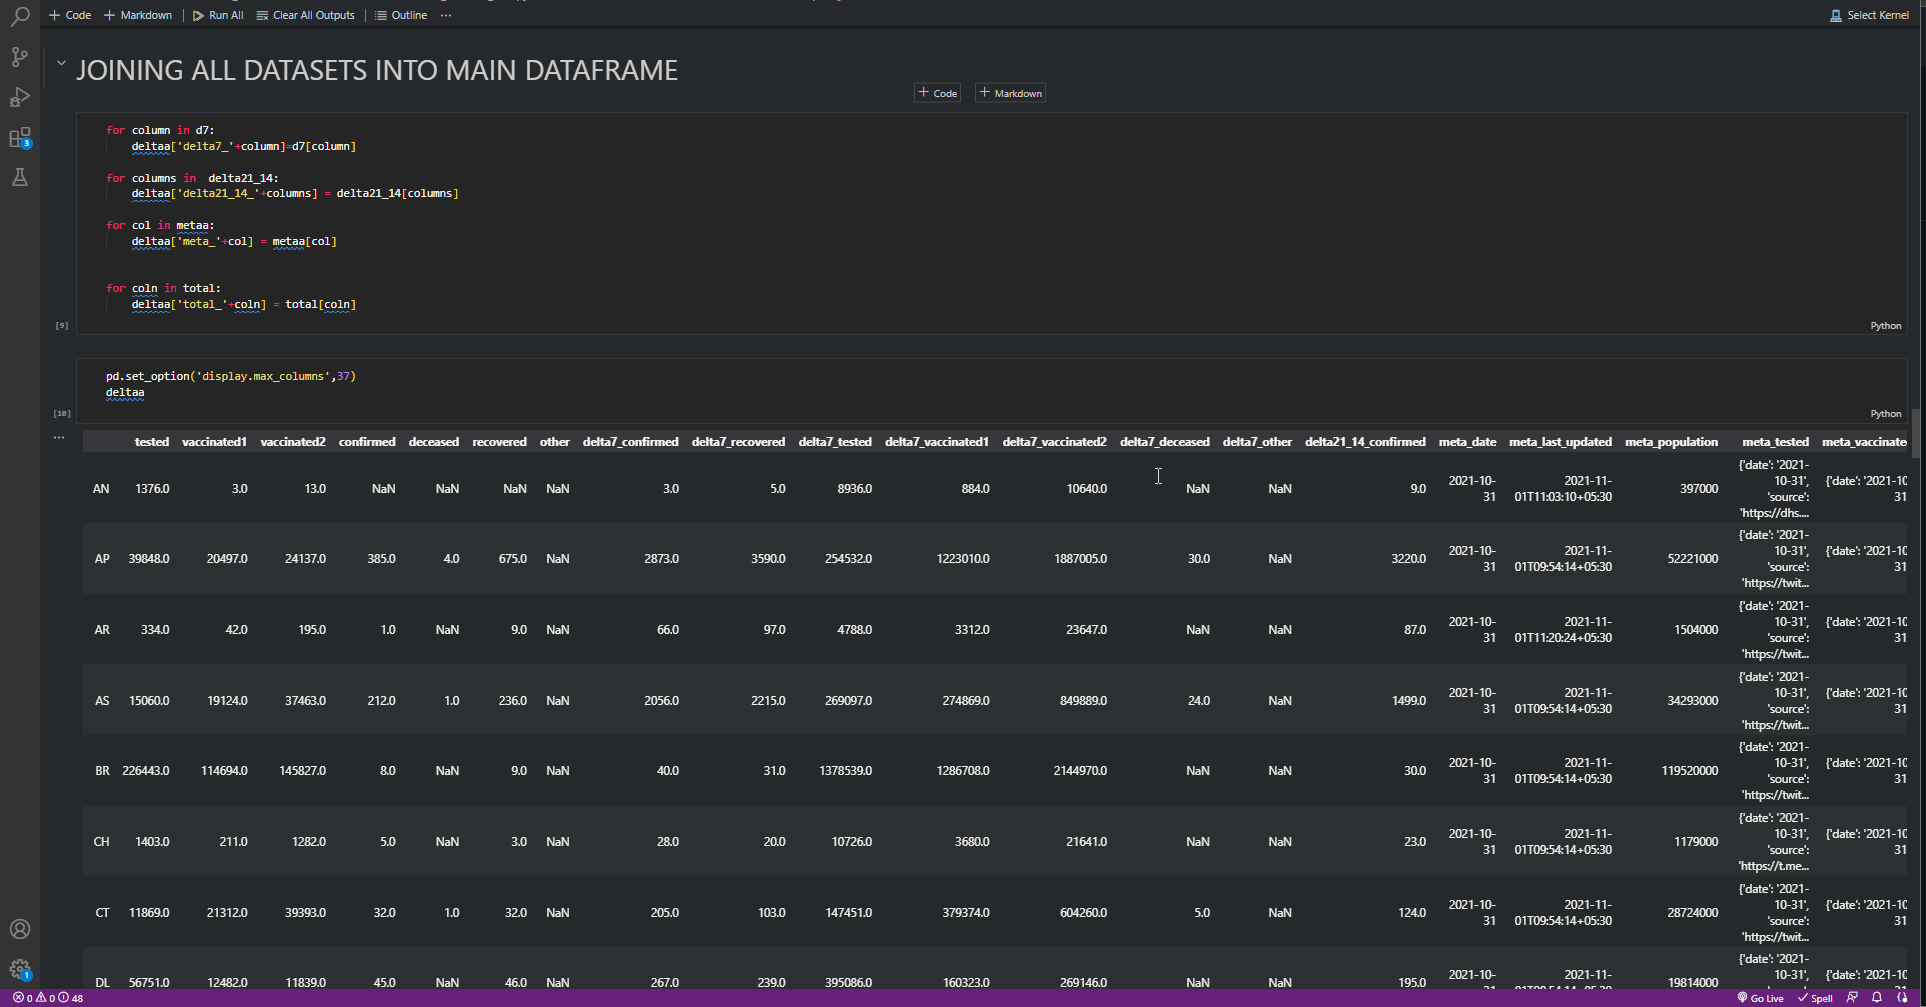 Code Markdown Run All Clear All Outputs Outline ... Select Kernel
JOINING ALL DATASETS INTO MAIN DATAFRAME
Code Markdown
for column in d7:
deltaa['delta7_'+column]=d7[column]
for columns in  delta21_14:
deltaa['delta21_14_'+columns] = delta21_14[columns]
for col in metaa:
deltaa['meta_'+col] = metaa[col]
for coln in total:
deltaa['total_'+coln] = total[coln]
[9]
Python
pd.set_option('display.max_columns',37)
deltaa
[10]
Python
...
tested vaccinated1 vaccinated2 confirmed deceased recovered other delta7_confirmed delta7_recovered delta7_tested delta7_vaccinated1 delta7_vaccinated2 delta7_deceased delta7_other delta21_14_confirmed meta_date meta_last_updated meta_population meta_tested meta_vaccinate
{'date': '2021-
AN 1376.0 3.0 13.0 NaN NaN NaN NaN 3.0 5.0 8936.0 884.0 10640.0 NaN NaN 9.0 2021-10-31 2021-11-01T11:03:10+05:30 397000 10-31', {'date': '2021-10
'source': 31
'https://dhs....
{'date': '2021-
AP 39848.0 20497.0 24137.0 385.0 4.0 675.0 NaN 2873.0 3590.0 254532.0 1223010.0 1887005.0 30.0 NaN 3220.0 2021-10-31 2021-11-01T09:54:14+05:30 52221000 10-31', {'date': '2021-10
'source': 31
'https://twit...
{'date': '2021-
AR 334.0 42.0 195.0 1.0 NaN 9.0 NaN 66.0 97.0 4788.0 3312.0 23647.0 NaN NaN 87.0 2021-10-31 2021-11-01T11:20:24+05:30 1504000 10-31', {'date': '2021-10
'source': 31
'https://twit...
{'date': '2021-
AS 15060.0 19124.0 37463.0 212.0 1.0 236.0 NaN 2056.0 2215.0 269097.0 274869.0 849889.0 24.0 NaN 1499.0 2021-10-31 2021-11-01T09:54:14+05:30 34293000 10-31', {'date': '2021-10
'source': 31
'https://twit...
{'date': '2021-
BR 226443.0 114694.0 145827.0 8.0 NaN 9.0 NaN 40.0 31.0 1378539.0 1286708.0 2144970.0 NaN NaN 30.0 2021-10-31 2021-11-01T09:54:14+05:30 119520000 10-31', {'date': '2021-10
'source': 31
'https://twit...
{'date': '2021-
CH 1403.0 211.0 1282.0 5.0 NaN 3.0 NaN 28.0 20.0 10726.0 3680.0 21641.0 NaN NaN 23.0 2021-10-31 2021-11-01T09:54:14+05:30 1179000 10-31', {'date': '2021-10
'source': 31
'https://t.me...
{'date': '2021-
CT 11869.0 21312.0 39393.0 32.0 1.0 32.0 NaN 205.0 103.0 147451.0 379374.0 604260.0 5.0 NaN 124.0 2021-10-31 2021-11-01T09:54:14+05:30 28724000 10-31', {'date': '2021-10
'source': 31
'https://twit...
{'date': '2021-
DL 56751.0 12482.0 11839.0 45.0 NaN 46.0 NaN 267.0 239.0 395086.0 160323.0 269146.0 NaN NaN 195.0 2021-10-31 2021-11-01T09:54:14+05:30 19814000 10-31', {'date': '2021-10
'source': 31
3
1
0 0 48 Go Live Spell